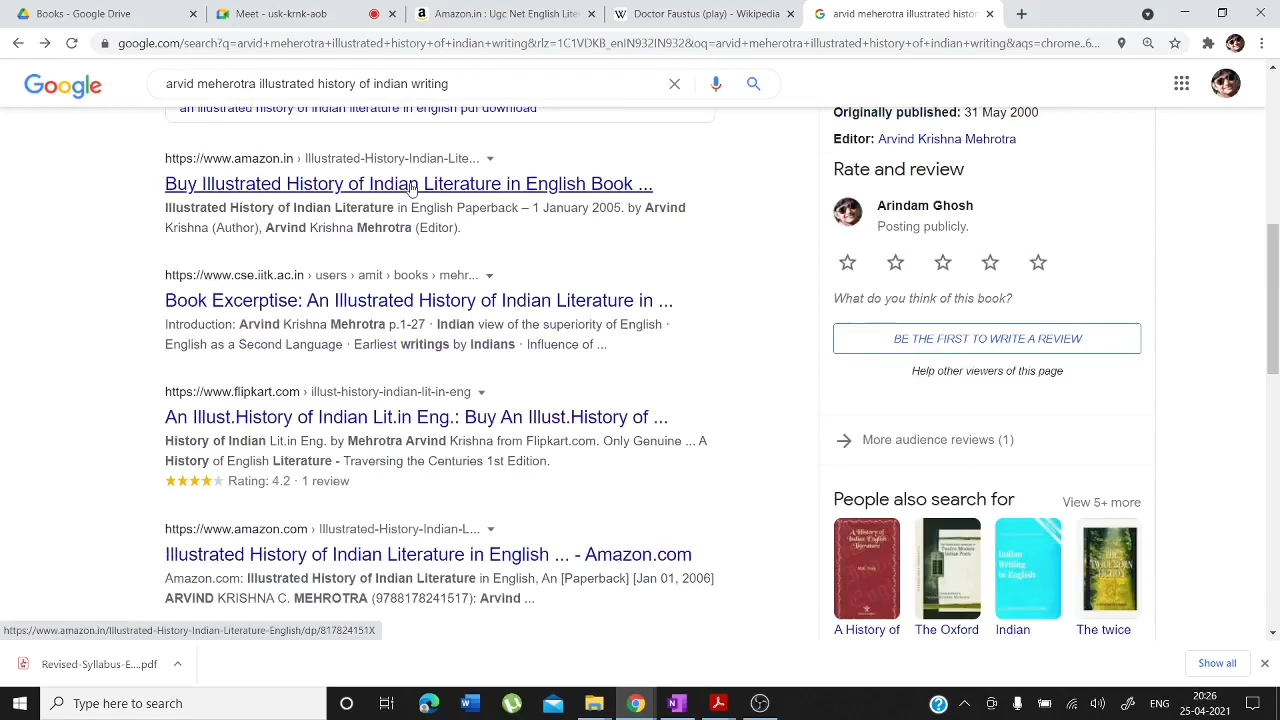 uksng - krnk-aob
Meet - oas-kznn-fod
Amazon.in : Ugc Net English Lite
Doctor Faustus (play) - Wikipedia
arvid meherotra illustrated histor
google.com/search?q=arvid+meherotra+illustrated+history+of+indian+writing&rlz=1C1VDKB_enIN932IN932&oq=arvid+meherotra+illustrated+history+of+indian+writing&aqs=chrome..6...
Google
arvid meherotra illustrated history of indian writing
an illustrated history of indian literature in english pdf download
https://www.amazon.in › Illustrated-History-Indian-Lite...
Buy Illustrated History of Indian Literature in English Book ...
Illustrated History of Indian Literature in English Paperback – 1 January 2005. by Arvind
Krishna (Author), Arvind Krishna Mehrotra (Editor).
https://www.cse.iitk.ac.in › users › amit › books › mehr...
Book Excerptise: An Illustrated History of Indian Literature in ...
Introduction: Arvind Krishna Mehrotra p.1-27 · Indian view of the superiority of English ·
English as a Second Language · Earliest writings by Indians · Influence of ...
https://www.flipkart.com › illust-history-indian-lit-in-eng
An Illust.History of Indian Lit.in Eng.: Buy An Illust.History of ...
History of Indian Lit.in Eng. by Mehrotra Arvind Krishna from Flipkart.com. Only Genuine ... A
History of English Literature - Traversing the Centuries 1st Edition.
Rating: 4.2 · 1 review
https://www.amazon.com › Illustrated-History-Indian-L...
Illustrated History of Indian Literature in English ... - Amazon.com
Amazon.com: Illustrated History of Indian Literature in English, An [Paperback] [Jan 01, 2006]
ARVIND KRISHNA C. MEHROTRA (9788178241517): Arvind ...
https://www.amazon.in/Illustrated-History-Indian-Literature-English/dp/817824151X
Originally published: 31 May 2000
Editor: Arvind Krishna Mehrotra
Rate and review
Arindam Ghosh
Posting publicly.
What do you think of this book?
BE THE FIRST TO WRITE A REVIEW
Help other viewers of this page
More audience reviews (1)
People also search for
View 5+ more
A History of
Indian English
Literature
Indian
Writing
in English
A History of
The Oxford
Indian
The twice
Revised-Syllabus-E....pdf
Show all
Type here to search
ENG
20:26
25-04-2021